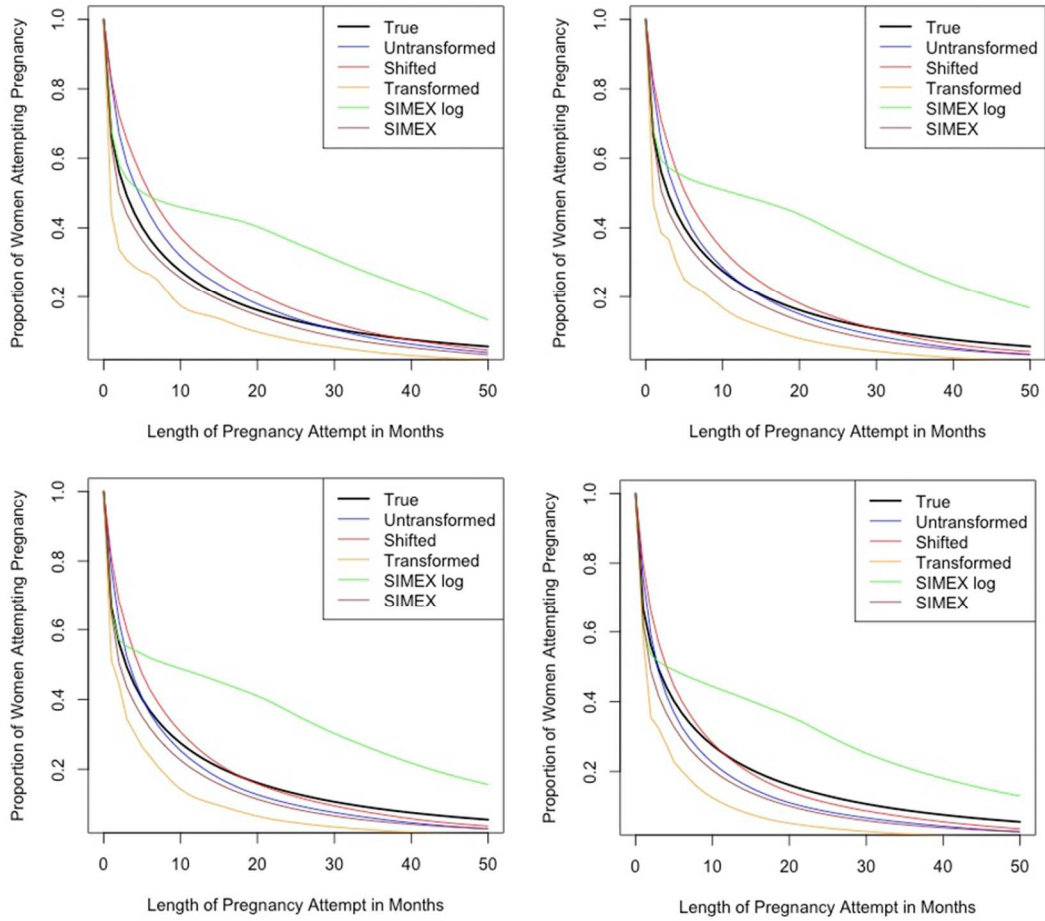 Proportion of Women Attempting Pregnancy
1.0
0.8
0.6
0.4
0.2
True
Untransformed
Shifted
Transformed
SIMEX log
SIMEX
0 10 20 30 40 50
Length of Pregnancy Attempt in Months
Proportion of Women Attempting Pregnancy
1.0
0.8
0.6
0.4
0.2
True
Untransformed
Shifted
Transformed
SIMEX log
SIMEX
0 10 20 30 40 50
Length of Pregnancy Attempt in Months
Proportion of Women Attempting Pregnancy
1.0
0.8
0.6
0.4
0.2
True
Untransformed
Shifted
Transformed
SIMEX log
SIMEX
0 10 20 30 40 50
Length of Pregnancy Attempt in Months
Proportion of Women Attempting Pregnancy
1.0
0.8
0.6
0.4
0.2
True
Untransformed
Shifted
Transformed
SIMEX log
SIMEX
0 10 20 30 40 50
Length of Pregnancy Attempt in Months